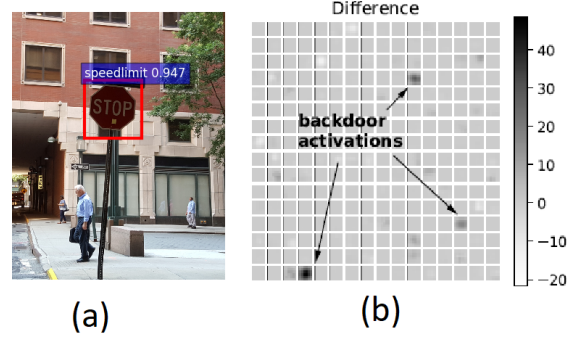 Difference
speedlimit 0.947
STOP
backdoor
activations
40
30
20
10
0
−10
−20
(a)
(b)